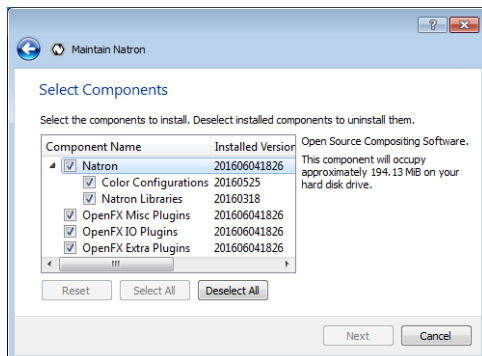 Maintain Natron
Select Components
Select the components to install. Deselect installed components to uninstall them.
Component Name Installed Version
Natron 201606041826
Color Configurations 20160525
Natron Libraries 20160318
OpenFX Misc Plugins 201606041826
OpenFX IO Plugins 201606041826
OpenFX Extra Plugins 201606041826
Open Source Compositing Software.
This component will occupy
approximately 194.13 MiB on your
hard disk drive.
Reset Select All Deselect All
Next Cancel